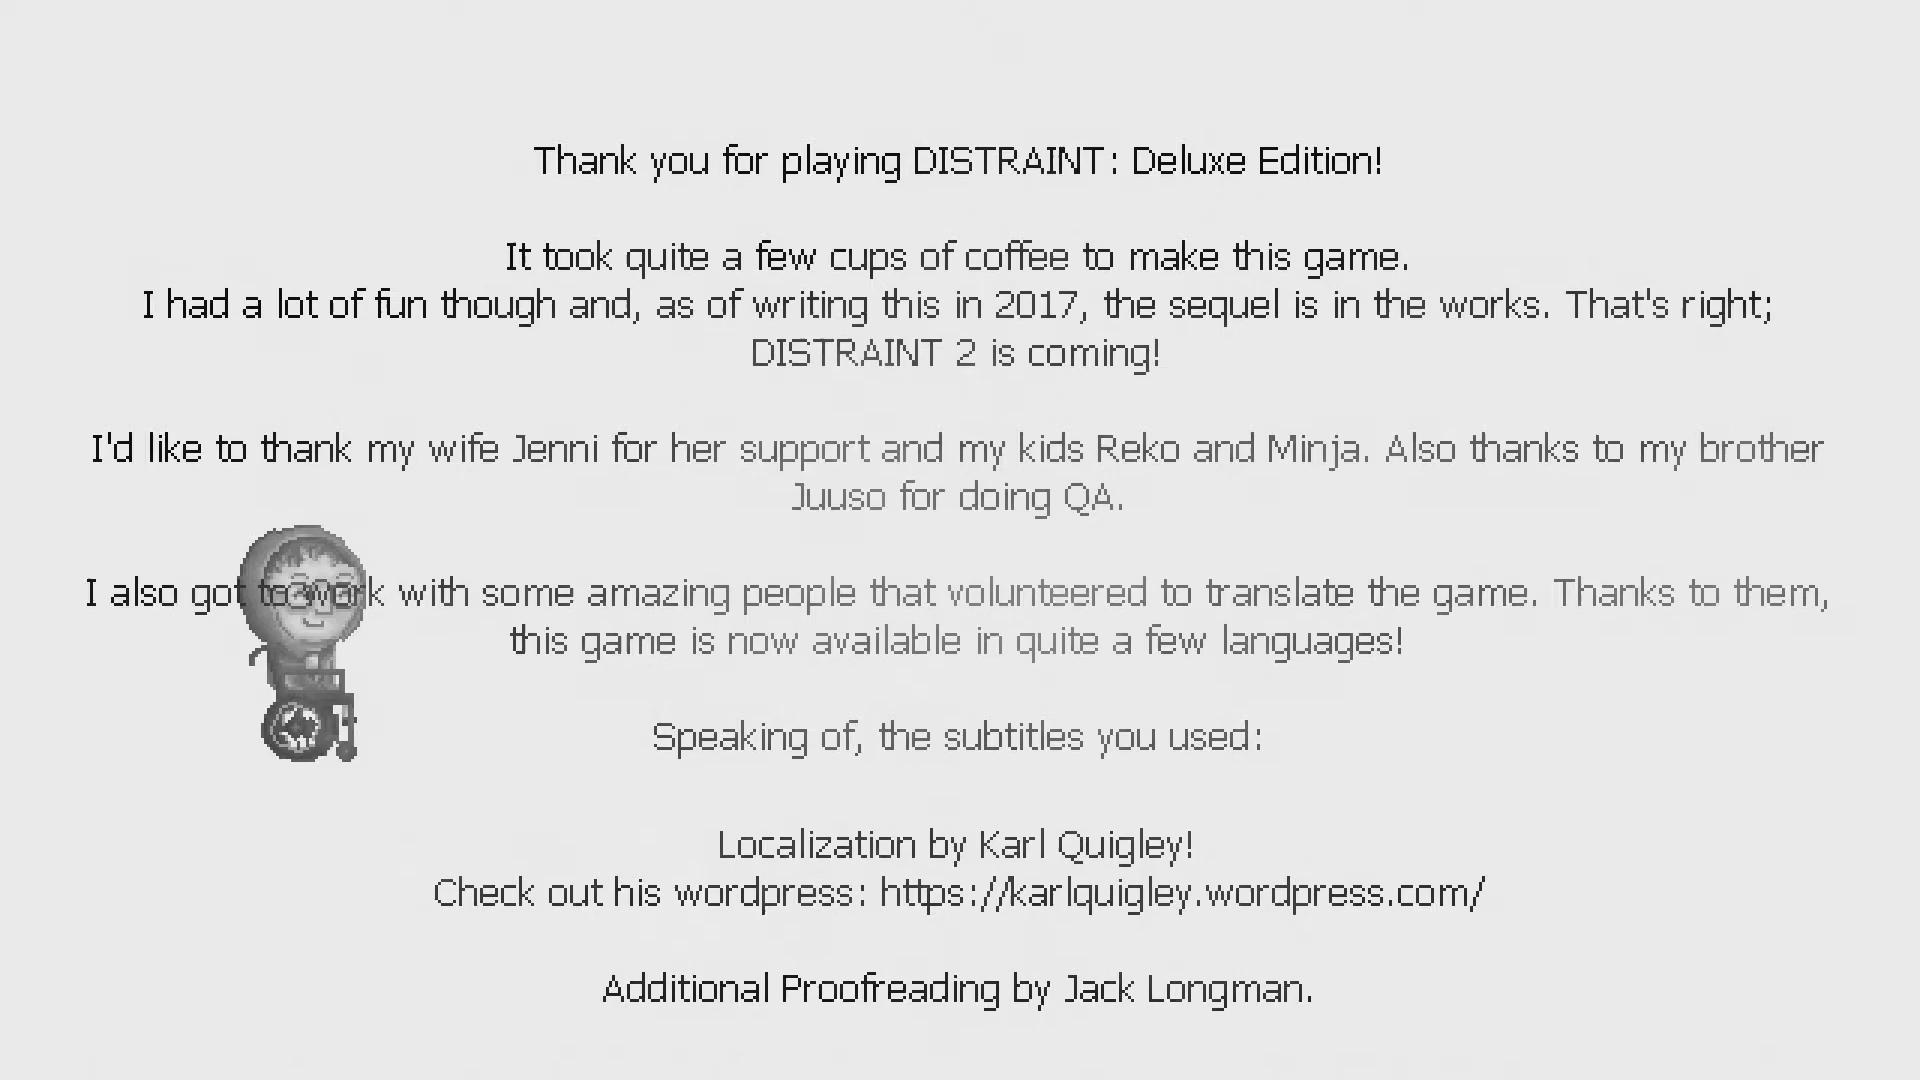 Thank you for playing DISTRAINT: Deluxe Edition!
It took quite a few cups of coffee to make this game.
I had a lot of fun though and, as of writing this in 2017, the sequel is in the works. That's right;
DISTRAINT 2 is coming!
I'd like to thank my wife Jenni for her support and my kids Reko and Minja. Also thanks to my brother
Juuso for doing QA.
I also got to work with some amazing people that volunteered to translate the game. Thanks to them,
this game is now available in quite a few languages!
Speaking of, the subtitles you used:
Localization by Karl Quigley!
Check out his wordpress: https://karlquigley.wordpress.com/
Additional Proofreading by Jack Longman.